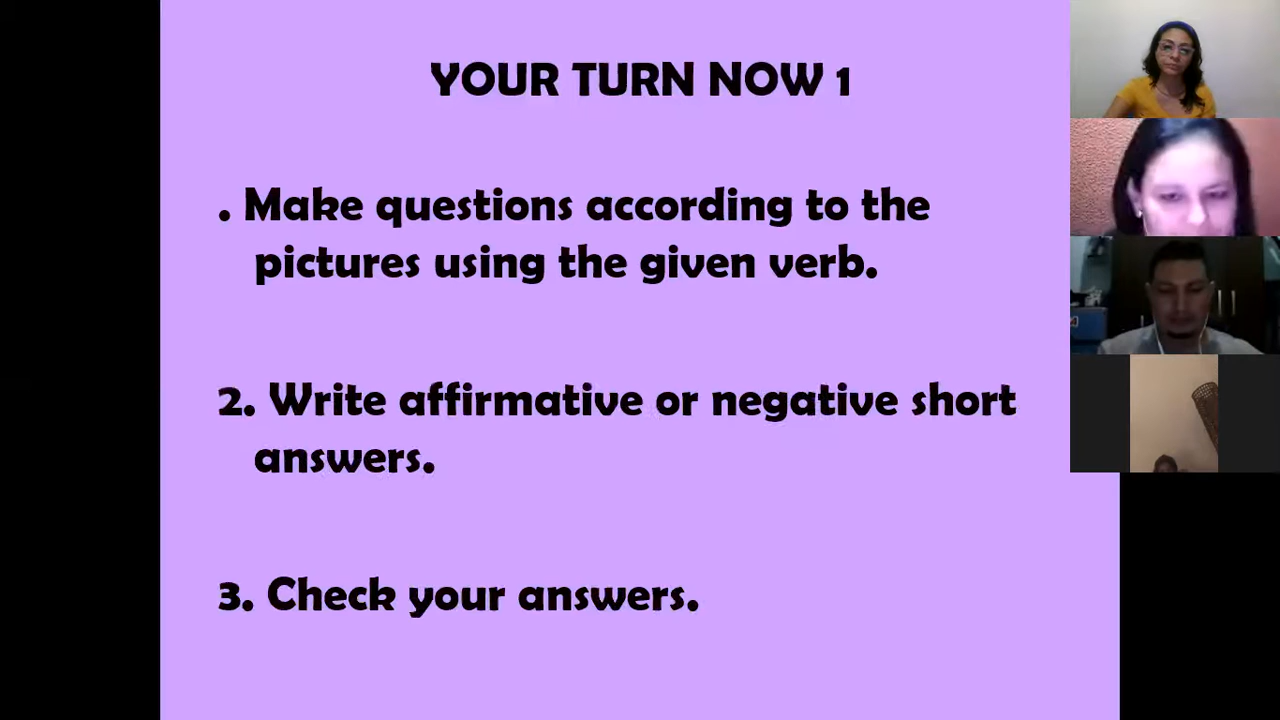 YOUR TURN NOW 1
. Make questions according to the
pictures using the given verb.
2. Write affirmative or negative short
answers.
3. Check your answers.